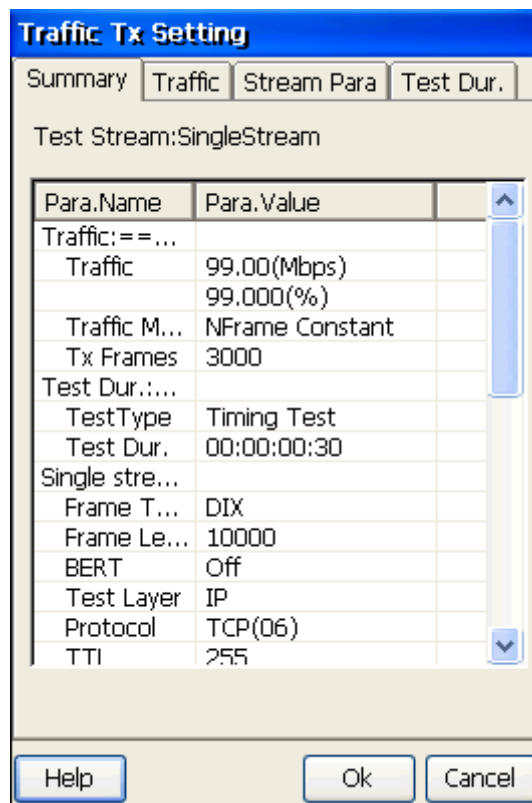 Traffic Tx Setting
Summary Traffic Stream Para Test Dur.
Test Stream:SingleStream
Para.Name Para.Value
Traffic:==...
Traffic 99.00(Mbps)
99.000(%)
Traffic M... NFrame Constant
Tx Frames 3000
Test Dur.:...
TestType Timing Test
Test Dur. 00:00:00:30
Single stre...
Frame T... DIX
Frame Le... 10000
BERT Off
Test Layer IP
Protocol TCP(06)
TTL 255
Help Ok Cancel